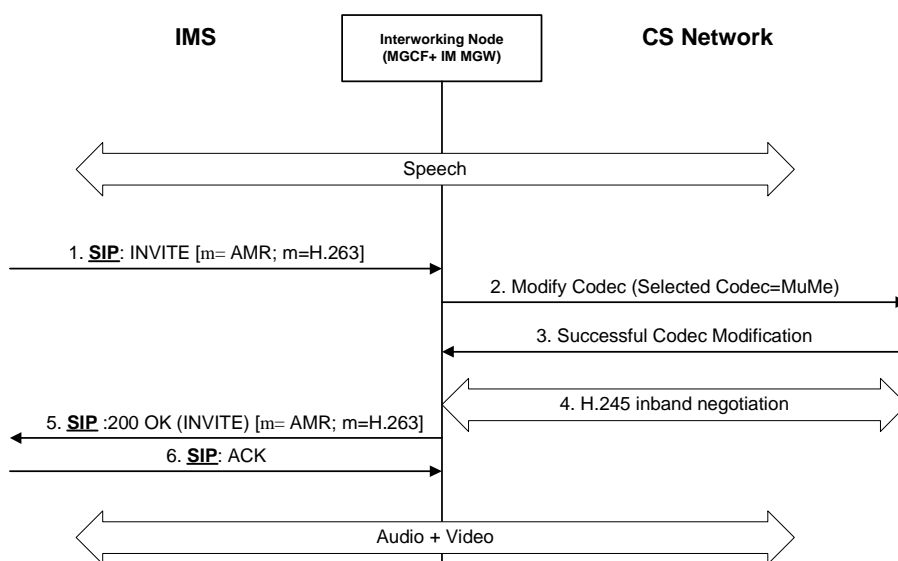 IMS
Interworking Node
(MGCF+ IM MGW)
CS Network
Speech
1. SIP: INVITE [m= AMR; m=H.263]
2. Modify Codec (Selected Codec=MuMe)
3. Successful Codec Modification
4. H.245 inband negotiation
5. SIP :200 OK (INVITE) [m= AMR; m=H.263]
6. SIP: ACK
Audio + Video